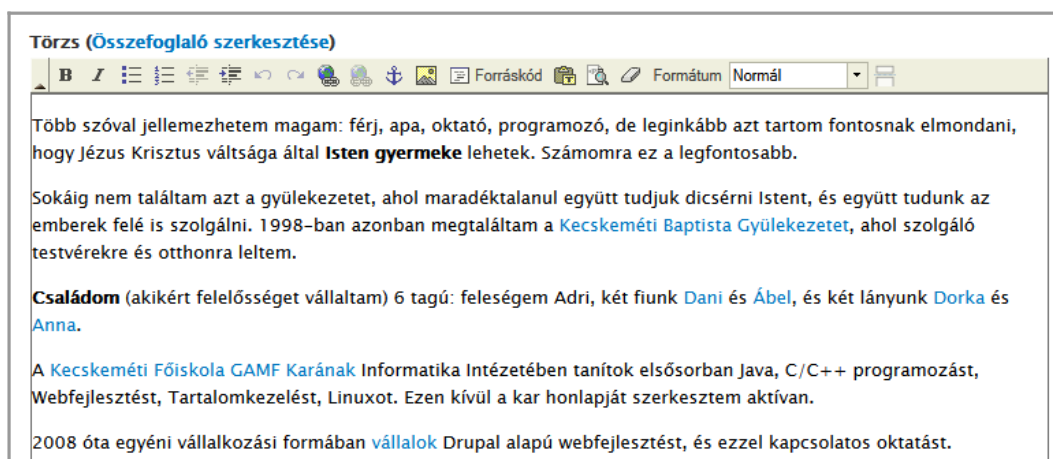 Törzs (Összefoglaló szerkesztése)
B I Forráskód Formátum Normál
Több szóval jellemezhetem magam: férj, apa, oktató, programozó, de leginkább azt tartom fontosnak elmondani,
hogy Jézus Krisztus váltsága által Isten gyermeke lehetek. Számomra ez a legfontosabb.
Sokáig nem találtam azt a gyülekezetet, ahol maradéktalanul együtt tudjuk dicsérni Istent, és együtt tudunk az
emberek felé is szolgálni. 1998-ban azonban megtaláltam a Kecskeméti Baptista Gyülekezetet, ahol szolgáló
testvérekre és otthonra leltem.
Családom (akikért felelősséget vállaltam) 6 tagú: feleségem Adri, két fiunk Dani és Ábel, és két lányunk Dorka és
Anna.
A Kecskeméti Főiskola GAMF Karának Informatika Intézetében tanítok elsősorban Java, C/C++ programozást,
Webfejlesztést, Tartalomkezelést, Linuxot. Ezen kívül a kar honlapját szerkesztem aktívan.
2008 óta egyéni vállalkozási formában vállalok Drupal alapú webfejlesztést, és ezzel kapcsolatos oktatást.